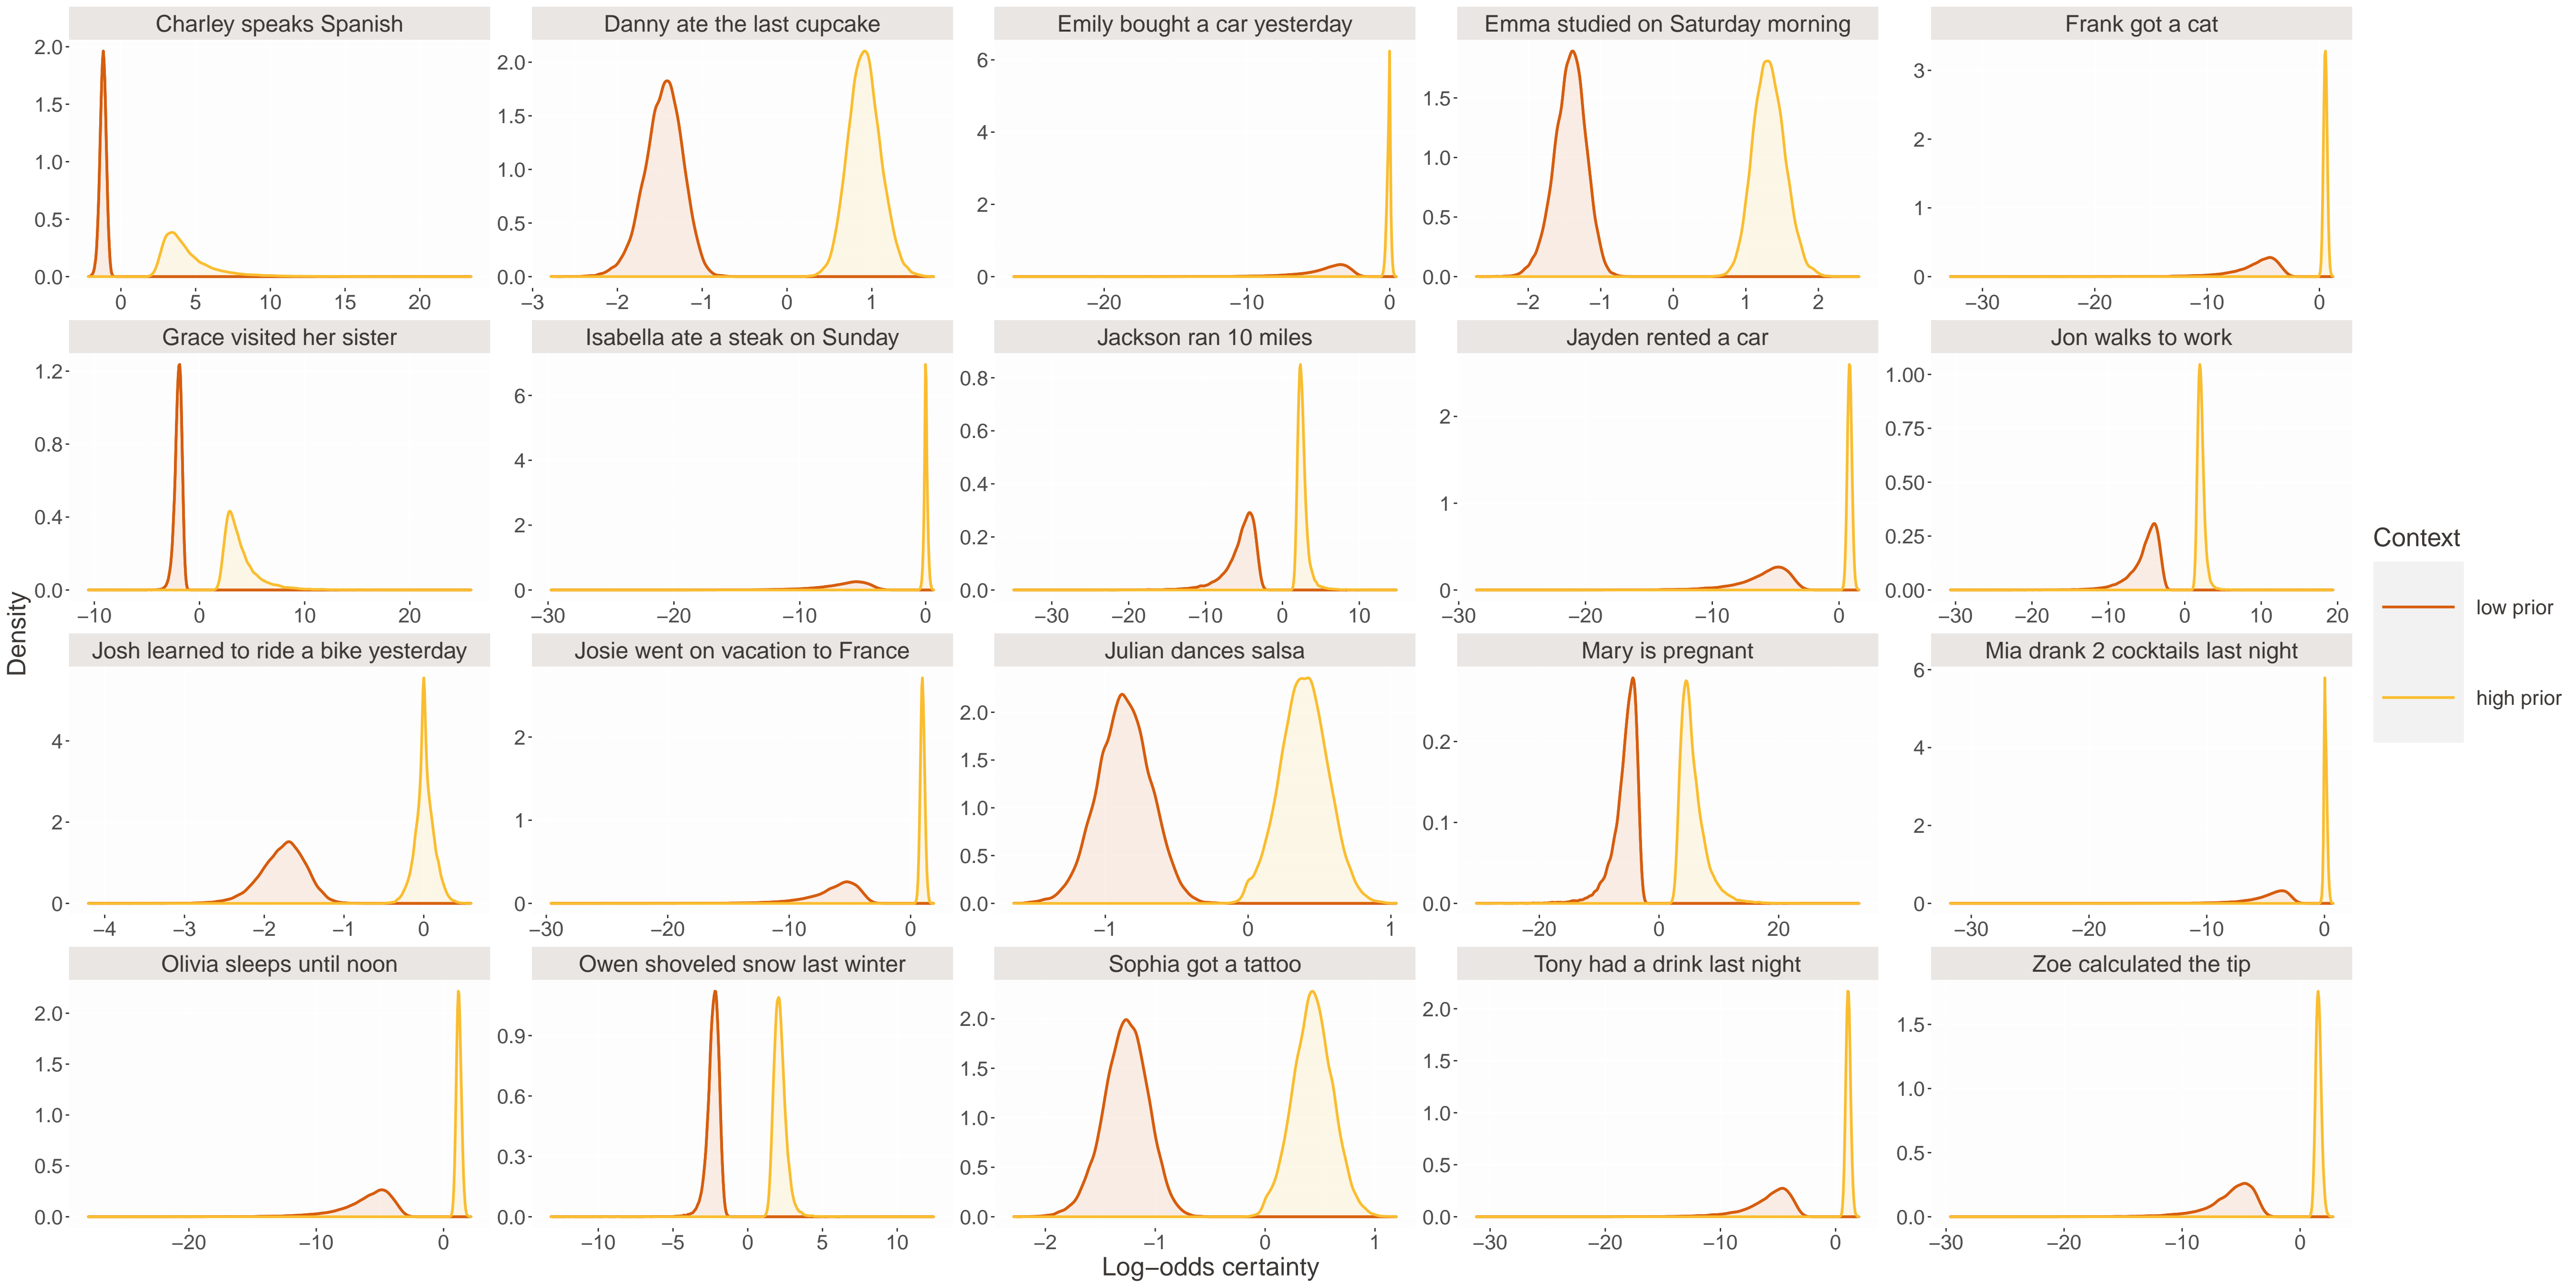 Charley speaks Spanish
Danny ate the last cupcake
Emily bought a car yesterday
Emma studied on Saturday morning
Frank got a cat
2.0
1.5
1.0
0.5
0.0
0 5 10 15 20
2.0
1.5
1.0
0.5
0.0
−3 −2 −1 0 1
6
4
2
0
−20 −10 0
1.5
1.0
0.5
0.0
−2 −1 0 1 2
3
2
1
0
−30 −20 −10 0
Grace visited her sister
Isabella ate a steak on Sunday
Jackson ran 10 miles
Jayden rented a car
Jon walks to work
1.2
0.8
0.4
0.0
−10 0 10 20
6
4
2
0
−30 −20 −10 0
0.8
0.6
0.4
0.2
0.0
−30 −20 −10 0 10
2
1
0
−30 −20 −10 0
1.00
0.75
0.50
0.25
0.00
−30 −20 −10 0 10 20
Density
Josh learned to ride a bike yesterday
Josie went on vacation to France
Julian dances salsa
Mary is pregnant
Mia drank 2 cocktails last night
4
2
0
−4 −3 −2 −1 0
2
1
0
−30 −20 −10 0
2.0
1.5
1.0
0.5
0.0
−1 0 1
0.2
0.1
0.0
−20 0 20
6
4
2
0
−30 −20 −10 0
Olivia sleeps until noon
Owen shoveled snow last winter
Sophia got a tattoo
Tony had a drink last night
Zoe calculated the tip
2.0
1.5
1.0
0.5
0.0
−20 −10 0
0.9
0.6
0.3
0.0
−10 −5 0 5 10
2.0
1.5
1.0
0.5
0.0
−2 −1 0 1
2.0
1.5
1.0
0.5
0.0
−30 −20 −10 0
1.5
1.0
0.5
0.0
−30 −20 −10 0
Log−odds certainty
Context
low prior
high prior